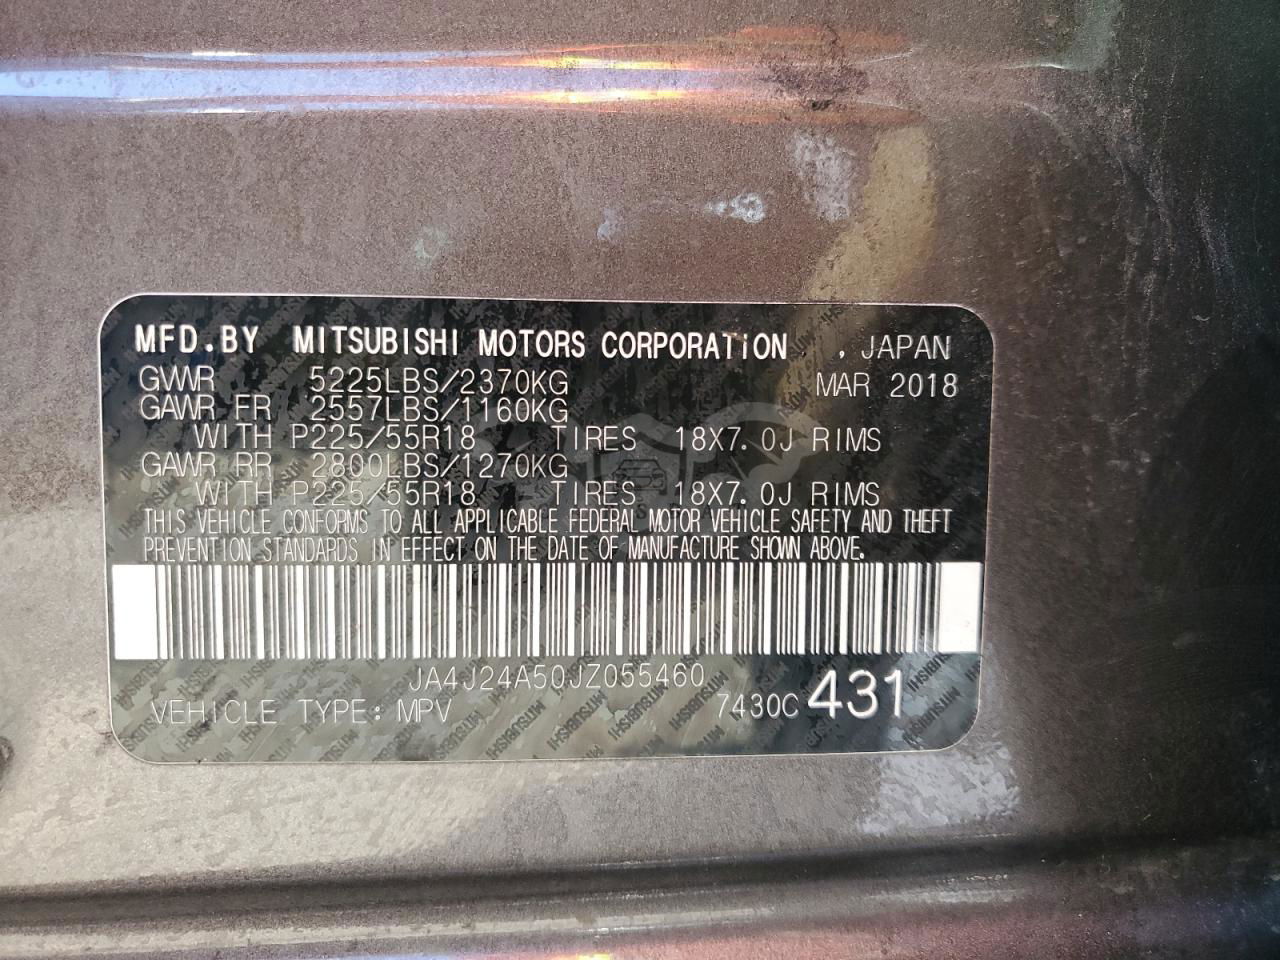 MFD.BY MITSUBISHI MOTORS CORPORATION , JAPAN
GVWR 5225LBS/2370KG MAR 2018
GAWR FR 2557LBS/1160KG
WITH P225/55R18 TIRES 18X7.0J RIMS
GAWR RR 2800LBS/1270KG
WITH P225/55R18 TIRES 18X7.0J RIMS
THIS VEHICLE CONFORMS TO ALL APPLICABLE FEDERAL MOTOR VEHICLE SAFETY AND THEFT
PREVENTION STANDARDS IN EFFECT ON THE DATE OF MANUFACTURE SHOWN ABOVE.
JA4J24A50JZ055460
VEHICLE TYPE: MPV 7430C 431